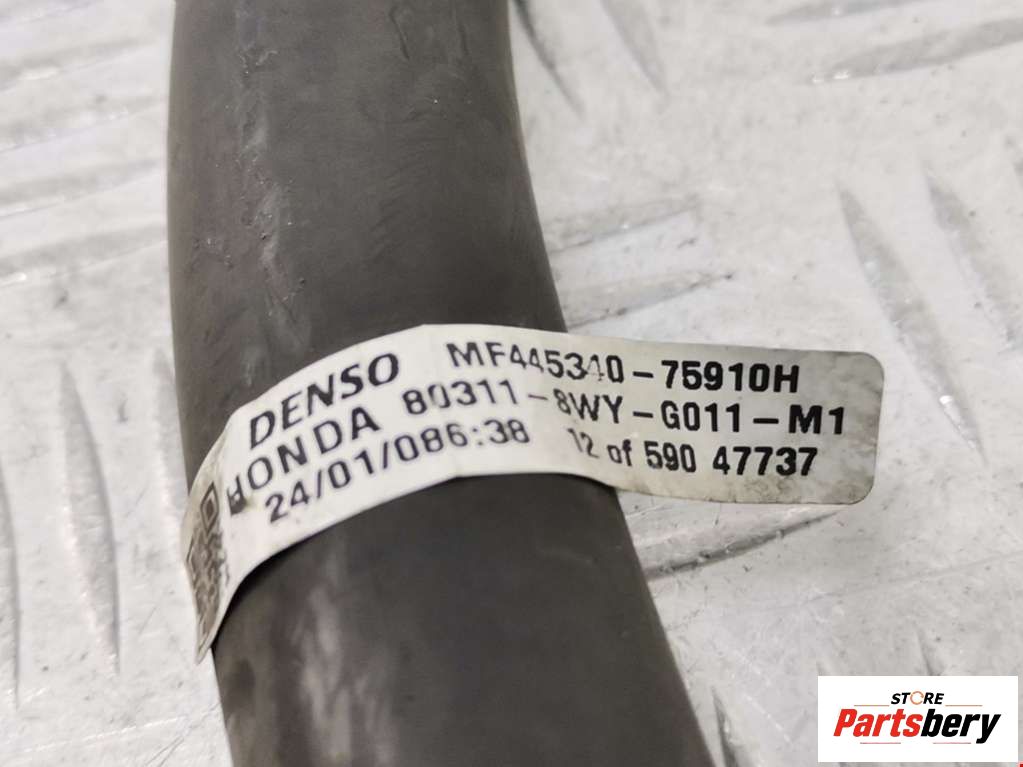 DENSO MF445340-75910H
HONDA 80311-8WY-G011-M1
24/01/086:38 12 of 590 47737
STORE
Partsbery